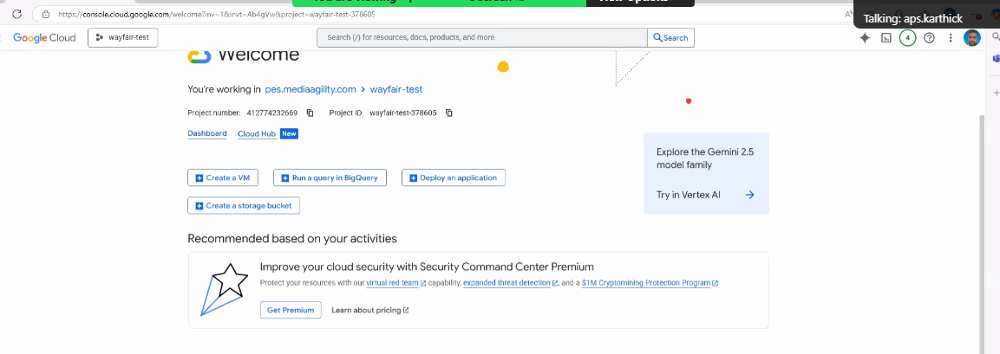 https://console.cloud.google.com/welcome?inv=1&invt=Ab4gVw&project=wayfair-test-378605
Talking: aps.karthick
Google Cloud
wayfair-test
Search (/) for resources, docs, products, and more
Search
4
Welcome
You're working in pes.mediaagility.com > wayfair-test
Project number: 412774232669 Project ID: wayfair-test-378605
Dashboard Cloud Hub New
Explore the Gemini 2.5
model family
Try in Vertex AI
Create a VM Run a query in BigQuery Deploy an application
Create a storage bucket
Recommended based on your activities
Improve your cloud security with Security Command Center Premium
Protect your resources with our virtual red team capability, expanded threat detection, and a $1M Cryptomining Protection Program
Get Premium Learn about pricing